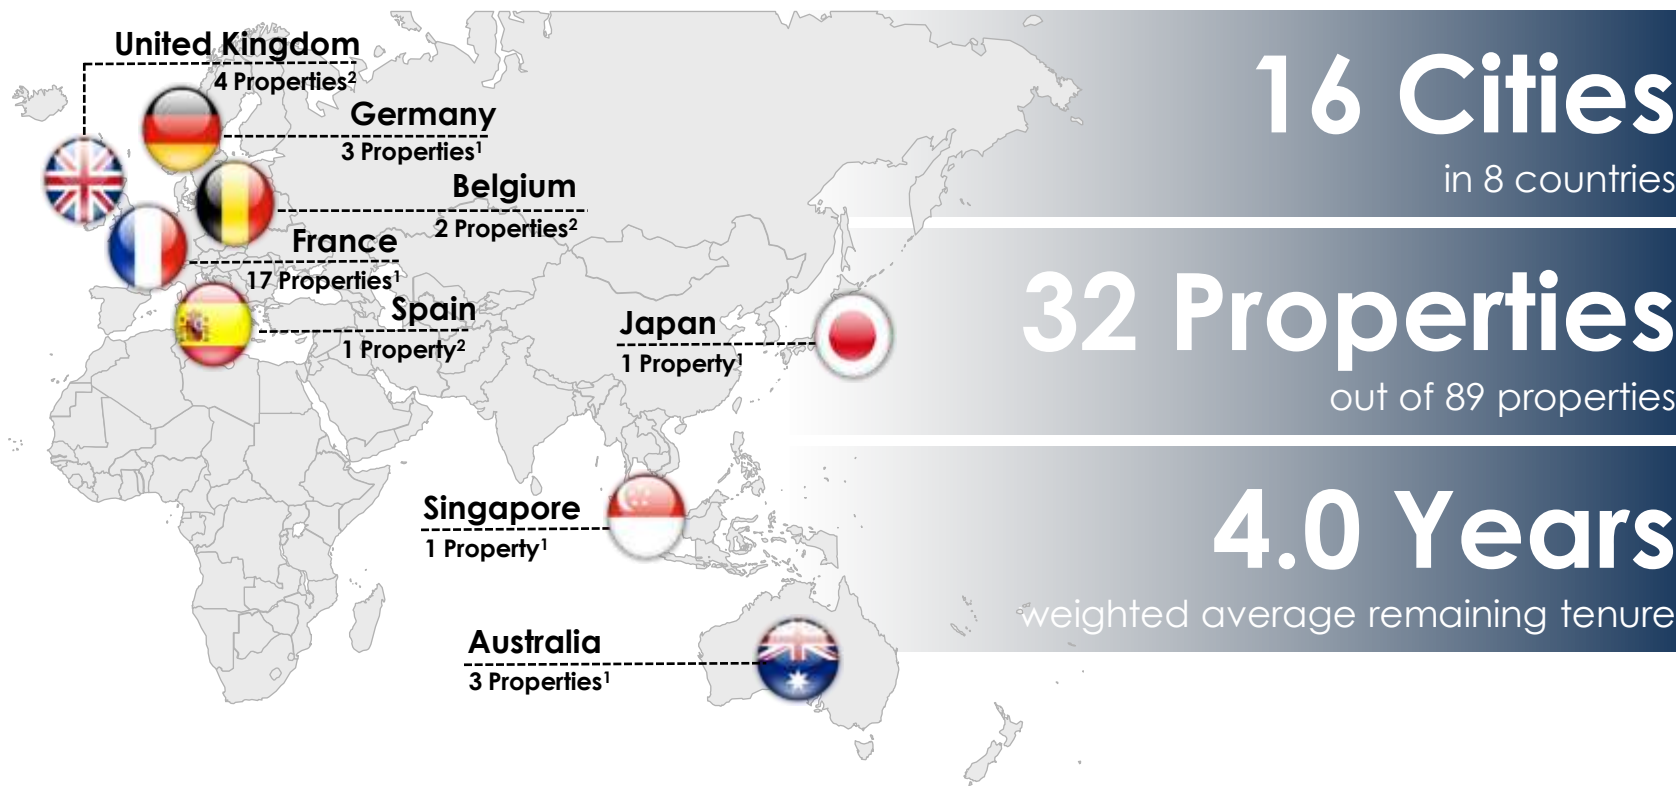 United Kingdom
4 Properties²
Germany
3 Properties¹
Belgium
2 Properties²
France
17 Properties¹
Spain
1 Property²
Japan
1 Property¹
Singapore
1 Property¹
Australia
3 Properties¹
16 Cities
in 8 countries
32 Properties
out of 89 properties
4.0 Years
weighted average remaining tenure